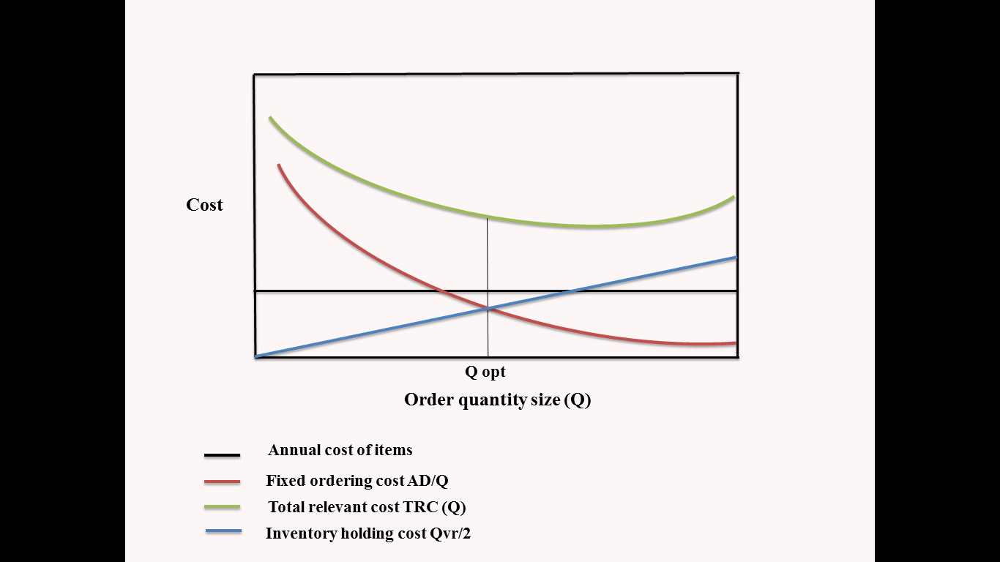 Cost
Q opt
Order quantity size (Q)
Annual cost of items
Fixed ordering cost AD/Q
Total relevant cost TRC (Q)
Inventory holding cost Qvr/2